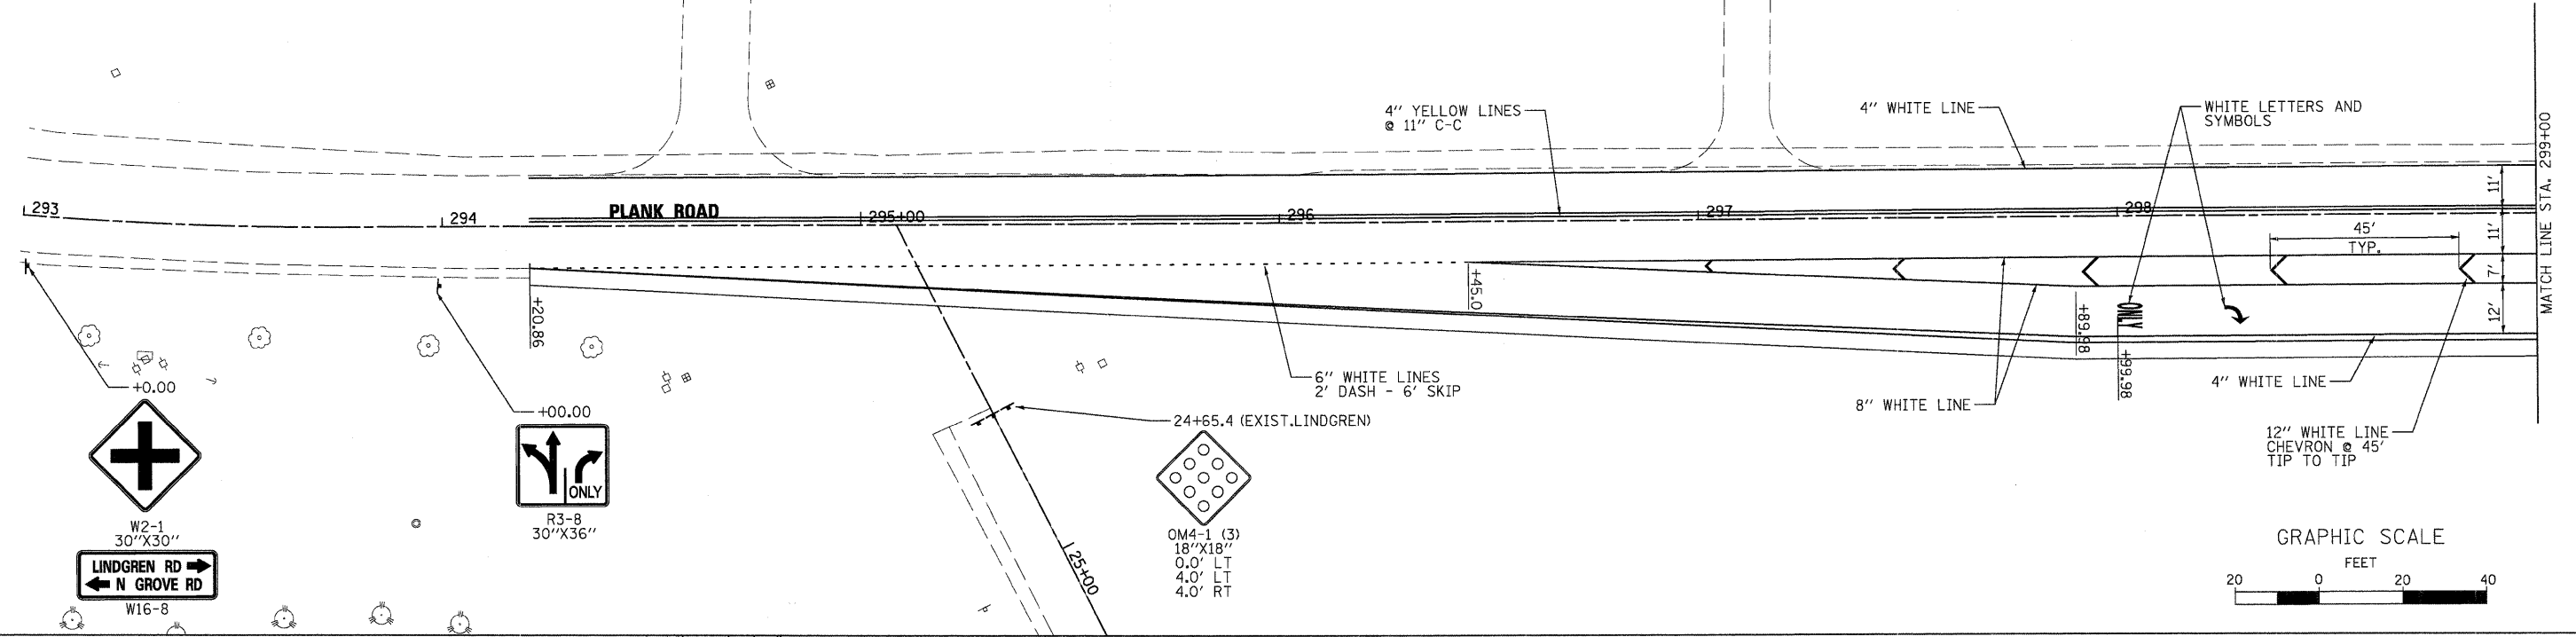 4" YELLOW LINES
@ 11" C-C
4" WHITE LINE
WHITE LETTERS AND
SYMBOLS
MATCH LINE STA. 299+00
293
294
PLANK ROAD
295+00
296
297
298
11'
11'
7'
12'
45'
TYP.
+20.86
+45.0
+89.98
+99.98
ONLY
+0.00
+00.00
6" WHITE LINES
2' DASH - 6' SKIP
24+65.4 (EXIST.LINDGREN)
8" WHITE LINE
4" WHITE LINE
12" WHITE LINE
CHEVRON @ 45'
TIP TO TIP
W2-1
30"X30"
LINDGREN RD
N GROVE RD
W16-8
ONLY
R3-8
30"X36"
OM4-1 (3)
18"X18"
0.0' LT
4.0' LT
4.0' RT
25+00
GRAPHIC SCALE
FEET
20 0 20 40